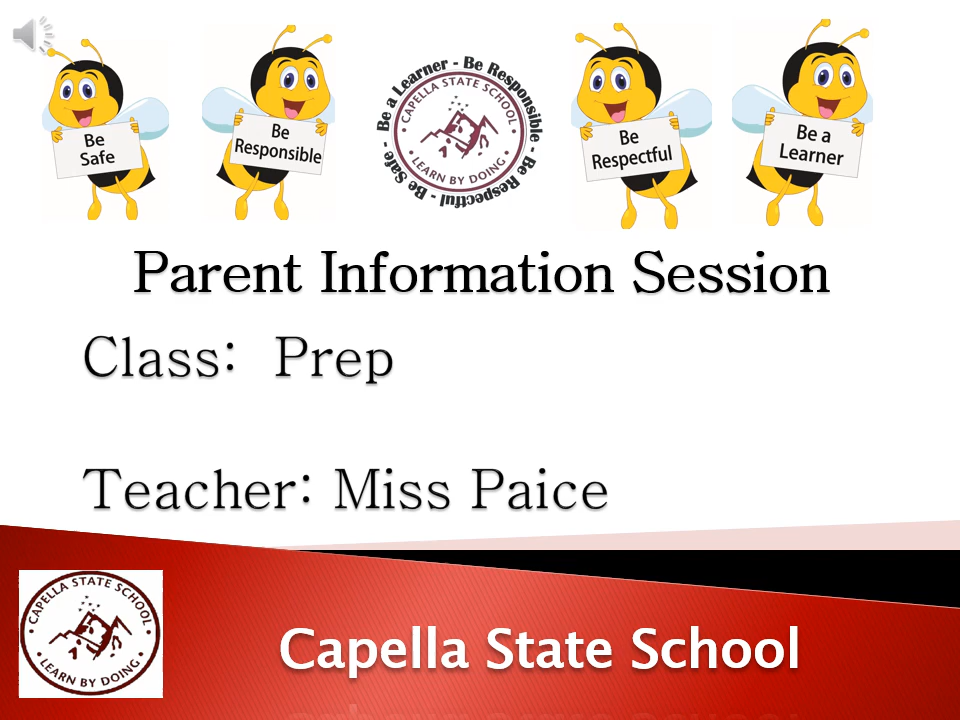 Be
Safe
Be
Responsible
Be a Learner - Be Responsible - Be Respectful - Be Safe -
CAPELLA STATE SCHOOL
• LEARN BY DOING •
Be
Respectful
Be a
Learner
Parent Information Session
Class:  Prep
Teacher: Miss Paice
CAPELLA STATE SCHOOL
• LEARN BY DOING •
Capella State School